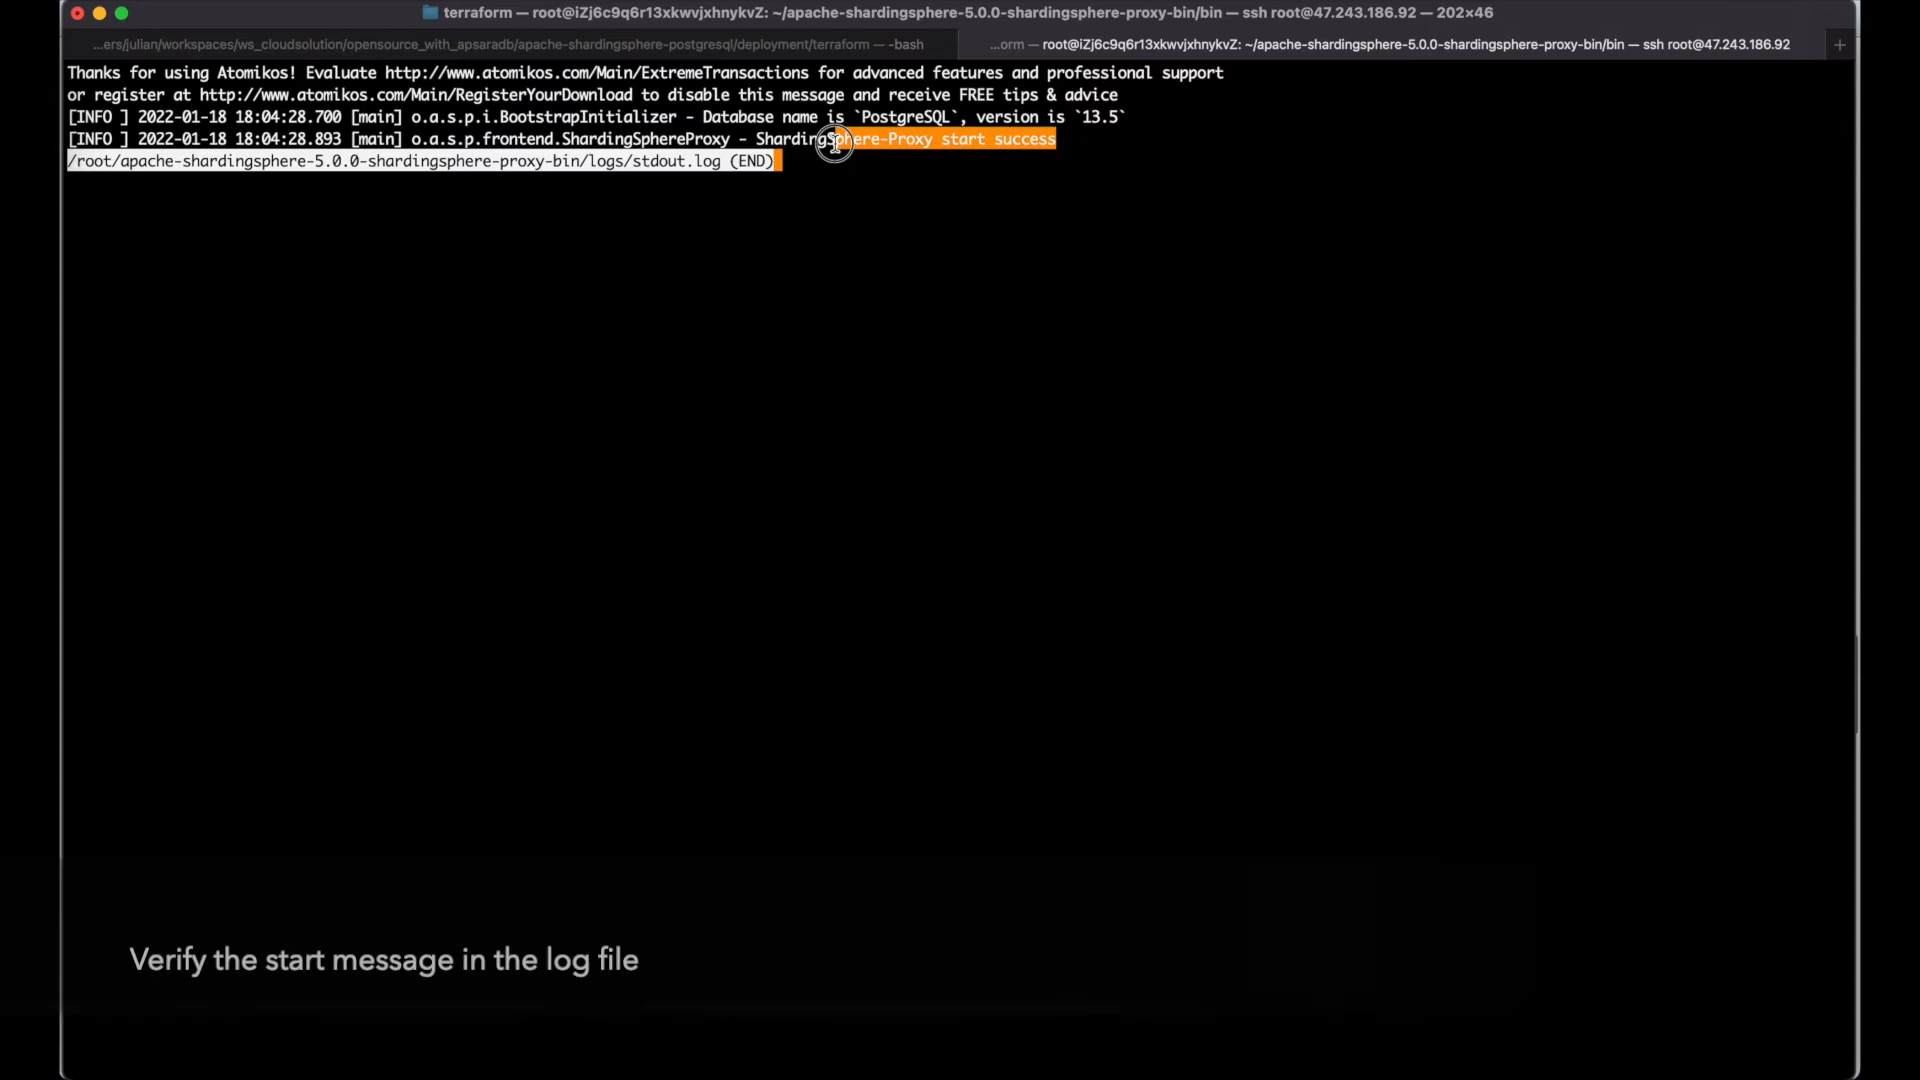 terraform — root@iZj6c9q6r13xkwvjxhnykvZ: ~/apache-shardingsphere-5.0.0-shardingsphere-proxy-bin/bin — ssh root@47.243.186.92 — 202×46
...ers/julian/workspaces/ws_cloudsolution/opensource_with_apsaradb/apache-shardingsphere-postgresql/deployment/terraform — -bash
...orm — root@iZj6c9q6r13xkwvjxhnykvZ: ~/apache-shardingsphere-5.0.0-shardingsphere-proxy-bin/bin — ssh root@47.243.186.92
Thanks for using Atomikos! Evaluate http://www.atomikos.com/Main/ExtremeTransactions for advanced features and professional support
or register at http://www.atomikos.com/Main/RegisterYourDownload to disable this message and receive FREE tips & advice
[INFO ] 2022-01-18 18:04:28.700 [main] o.a.s.p.i.BootstrapInitializer - Database name is `PostgreSQL`, version is `13.5`
[INFO ] 2022-01-18 18:04:28.893 [main] o.a.s.p.frontend.ShardingSphereProxy - ShardingSphere-Proxy start success
/root/apache-shardingsphere-5.0.0-shardingsphere-proxy-bin/logs/stdout.log (END)
Verify the start message in the log file